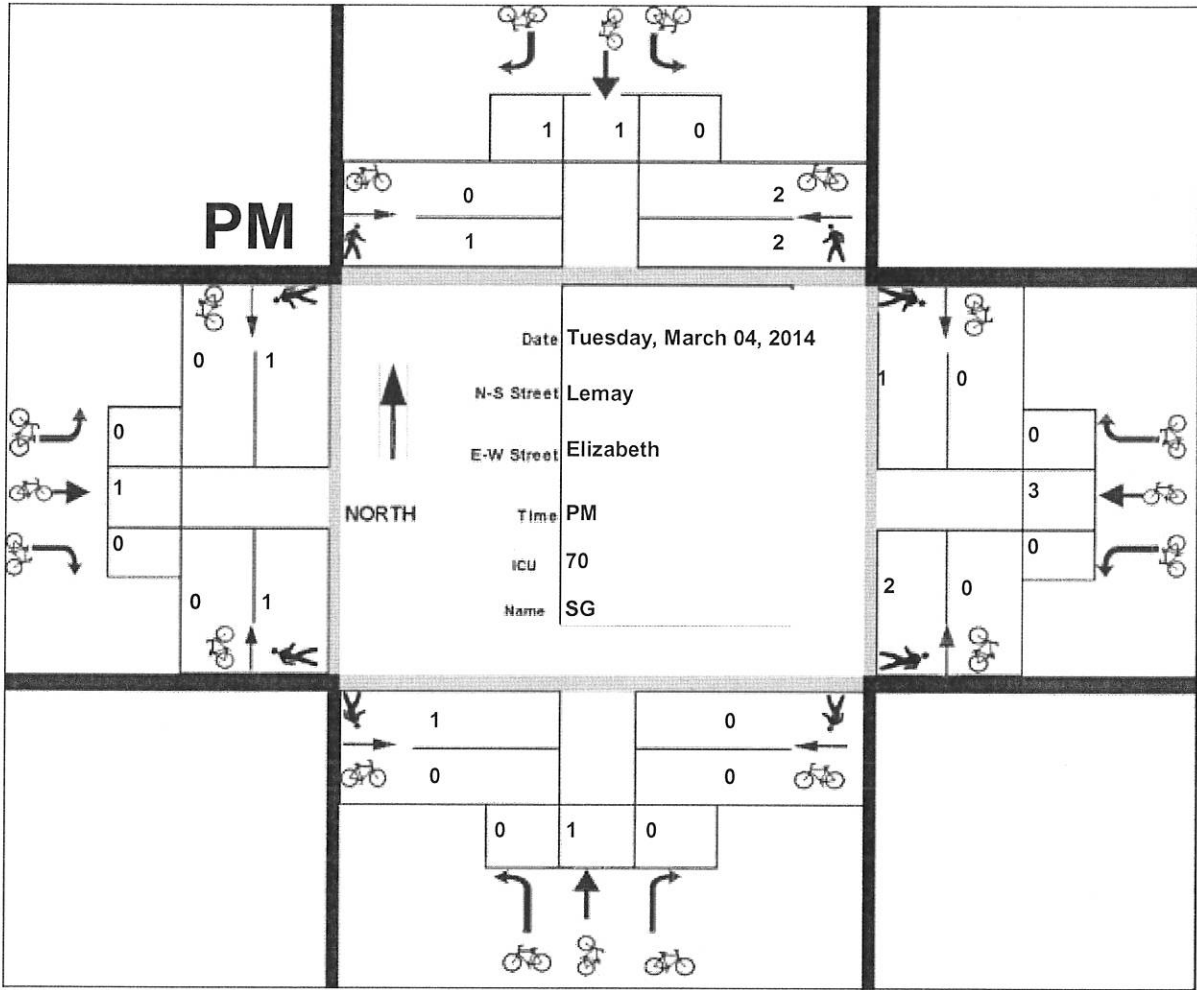 1 1 0
0 2
PM
1 2
0 1
Date Tuesday, March 04, 2014
1 0
N-S Street Lemay
0
0
E-W Street Elizabeth
1
3
NORTH
Time PM
0
0
ICU 70
0 1
Name SG
2 0
1 0
0 0
0 1 0